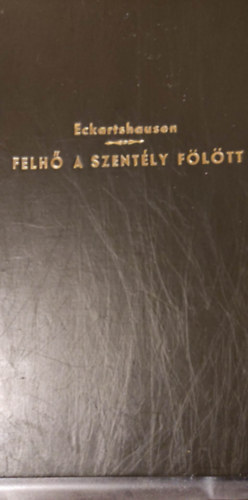 Eckartshausen
FELHŐ A SZENTÉLY FÖLÖTT